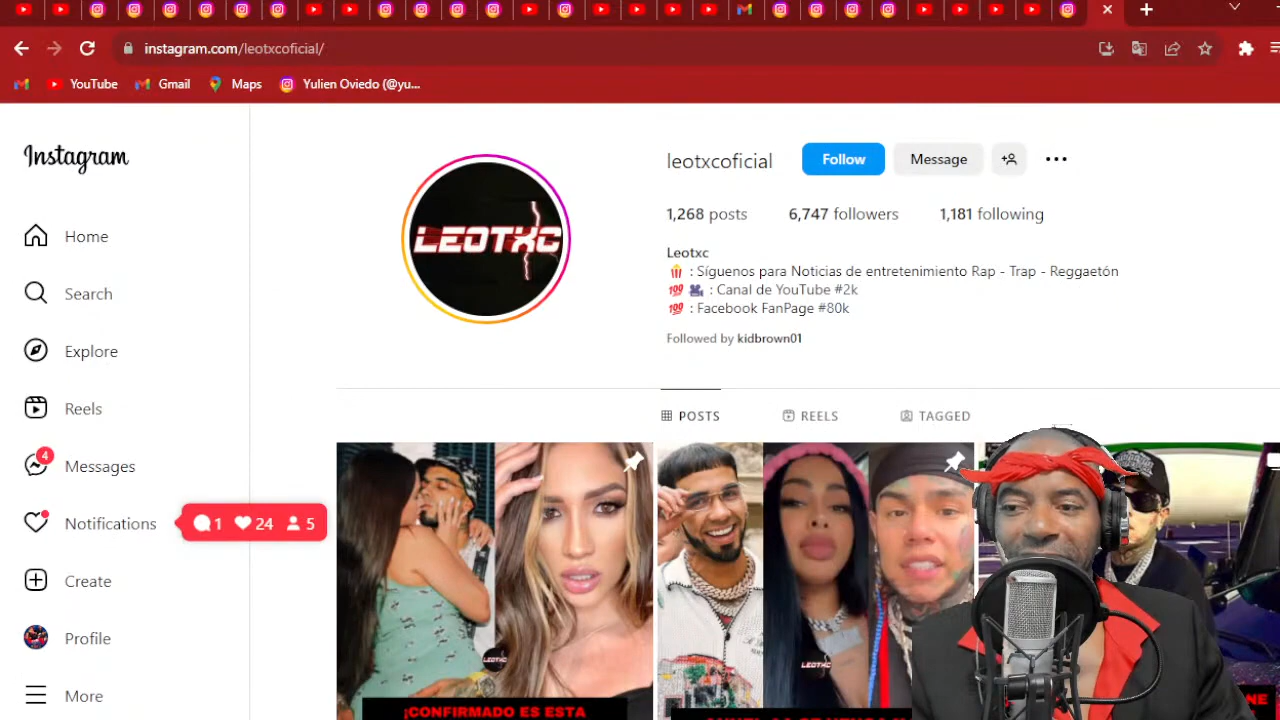 instagram.com/leotxcoficial/
YouTube
Gmail
Maps
Yulien Oviedo (@yu...
Instagram
Home
Search
Explore
Reels
4
Messages
Notifications
1 24 5
Create
Profile
More
LEOTXC
leotxcoficial
Follow
Message
1,268 posts 6,747 followers 1,181 following
Leotxc
💯 : Síguenos para Noticias de entretenimiento Rap - Trap - Reggaetón
💯 : Canal de YouTube #2k
💯 : Facebook FanPage #80k
Followed by kidbrown01
POSTS
REELS
TAGGED
LEOTXC
¡CONFIRMADO ES ESTA
LEOTXC